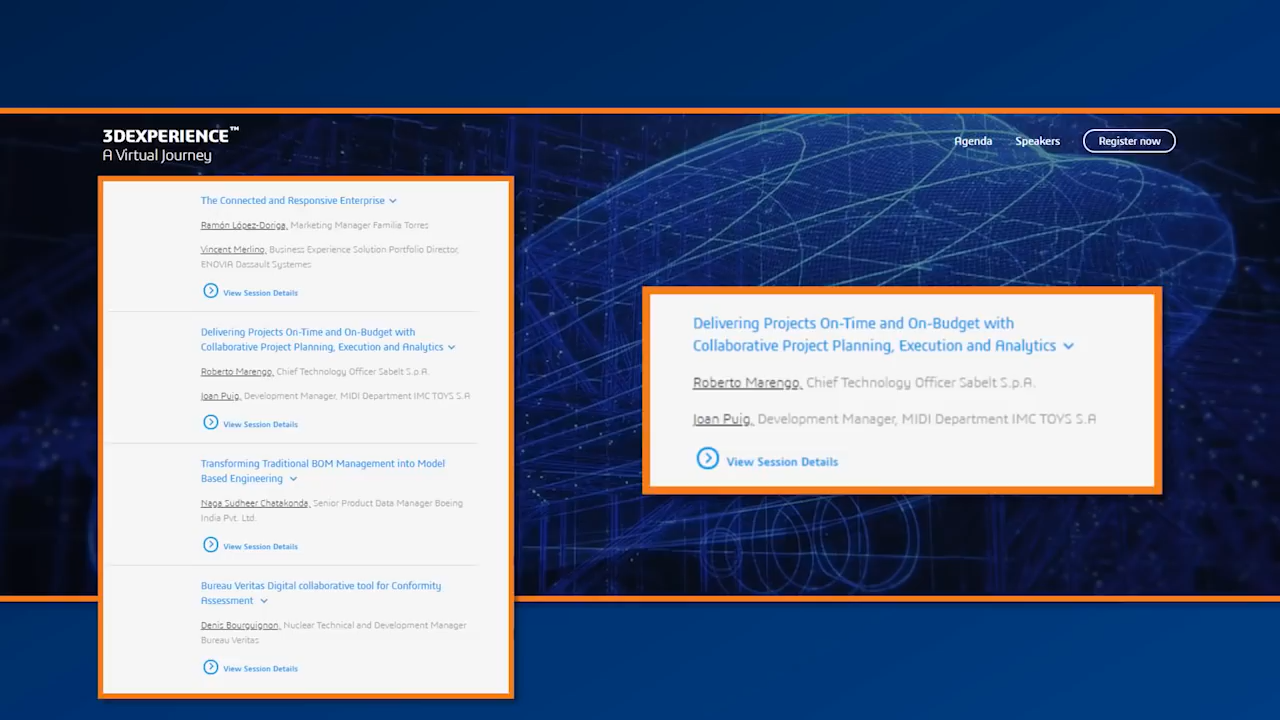 3DEXPERIENCE™
A Virtual Journey
Agenda
Speakers
Register now
The Connected and Responsive Enterprise
Ramón López-Doriga, Marketing Manager Familia Torres
Vincent Merlino, Business Experience Solution Portfolio Director,
ENOVIA Dassault Systemes
View Session Details
Delivering Projects On-Time and On-Budget with
Collaborative Project Planning, Execution and Analytics
Roberto Marengo, Chief Technology Officer Sabelt S.p.A.
Joan Puig, Development Manager, MIDI Department IMC TOYS S.A
View Session Details
Transforming Traditional BOM Management into Model
Based Engineering
Naga Sudheer Chatakonda, Senior Product Data Manager Boeing
India Pvt. Ltd.
View Session Details
Bureau Veritas Digital collaborative tool for Conformity
Assessment
Denis Bourguignon, Nuclear Technical and Development Manager
Bureau Veritas
View Session Details
Delivering Projects On-Time and On-Budget with
Collaborative Project Planning, Execution and Analytics
Roberto Marengo, Chief Technology Officer Sabelt S.p.A.
Joan Puig, Development Manager, MIDI Department IMC TOYS S.A
View Session Details